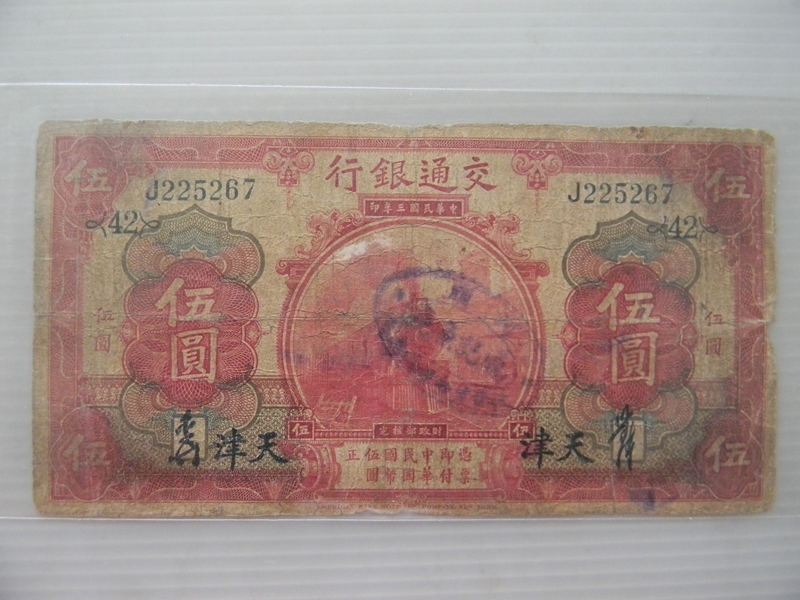 伍
伍
交通銀行
J225267
J225267
中華民國三年印
42
42
伍圓
伍圓
伍圓
伍圓
伍
伍
財政部核定
天津
天津
憑票即付中華民國國幣伍圓正
伍
伍